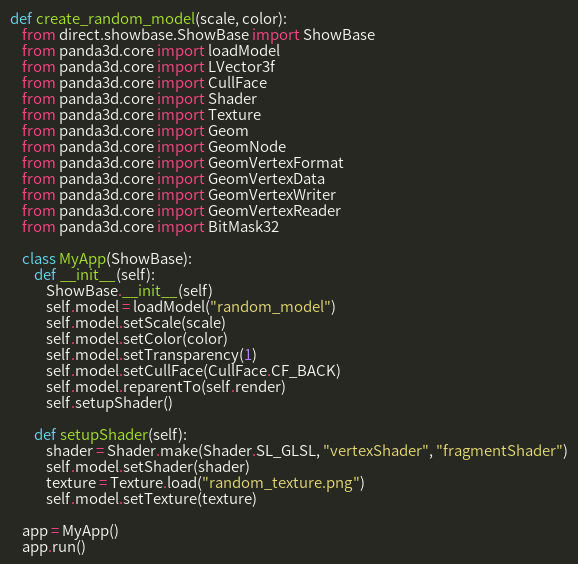 def create_random_model(scale, color):
    from direct.showbase.ShowBase import ShowBase
    from panda3d.core import loadModel
    from panda3d.core import LVector3f
    from panda3d.core import CullFace
    from panda3d.core import Shader
    from panda3d.core import Texture
    from panda3d.core import Geom
    from panda3d.core import GeomNode
    from panda3d.core import GeomVertexFormat
    from panda3d.core import GeomVertexData
    from panda3d.core import GeomVertexWriter
    from panda3d.core import GeomVertexReader
    from panda3d.core import BitMask32

    class MyApp(ShowBase):
        def __init__(self):
            ShowBase.__init__(self)
            self.model = loadModel("random_model")
            self.model.setScale(scale)
            self.model.setColor(color)
            self.model.setTransparency(1)
            self.model.setCullFace(CullFace.CF_BACK)
            self.model.reparentTo(self.render)
            self.setupShader()

        def setupShader(self):
            shader = Shader.make(Shader.SL_GLSL, "vertexShader", "fragmentShader")
            self.model.setShader(shader)
            texture = Texture.load("random_texture.png")
            self.model.setTexture(texture)

    app = MyApp()
    app.run()